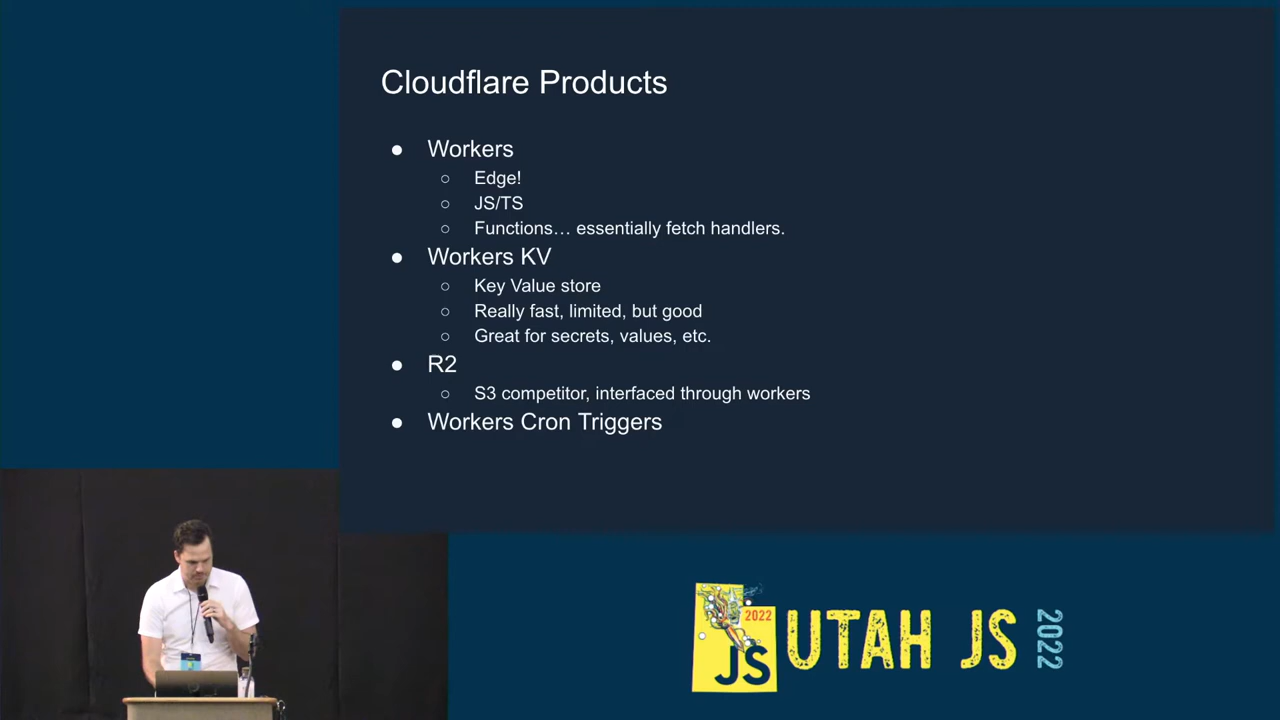 Cloudflare Products
● Workers
○ Edge!
○ JS/TS
○ Functions… essentially fetch handlers.
● Workers KV
○ Key Value store
○ Really fast, limited, but good
○ Great for secrets, values, etc.
● R2
○ S3 competitor, interfaced through workers
● Workers Cron Triggers
2022
JS
UTAH JS
2022